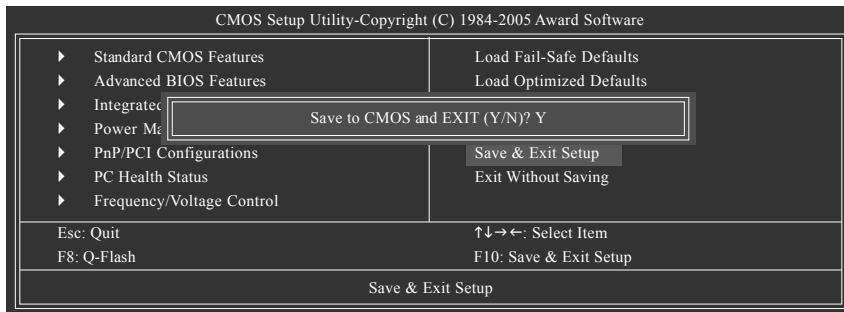 CMOS Setup Utility-Copyright (C) 1984-2005 Award Software
Standard CMOS Features
Advanced BIOS Features
Integrated
Power Ma
PnP/PCI Configurations
PC Health Status
Frequency/Voltage Control
Load Fail-Safe Defaults
Load Optimized Defaults
Save to CMOS and EXIT (Y/N)? Y
Save & Exit Setup
Exit Without Saving
Esc: Quit
↑↓→←: Select Item
F8: Q-Flash
F10: Save & Exit Setup
Save & Exit Setup